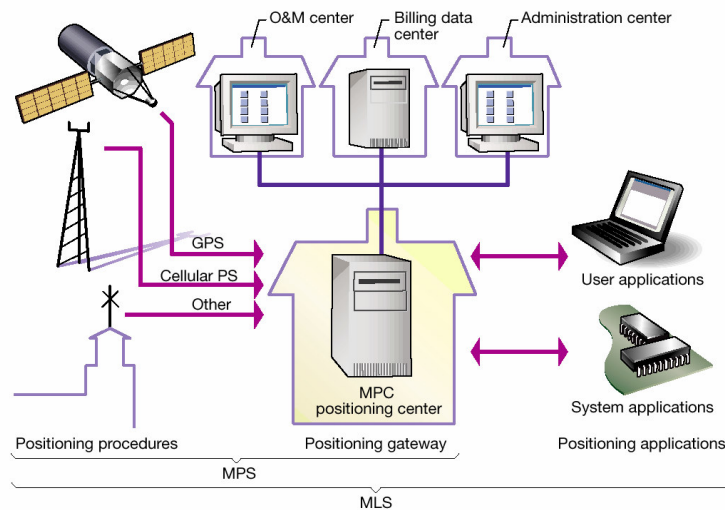 O&M center
Billing data
center
Administration center
GPS
Cellular PS
Other
MPC
positioning center
User applications
System applications
Positioning procedures
Positioning gateway
Positioning applications
MPS
MLS